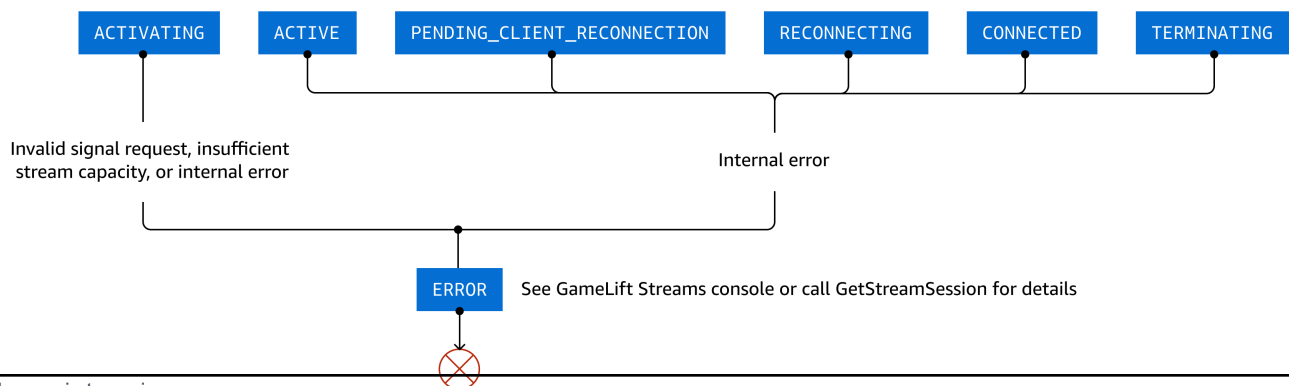 ACTIVATING
ACTIVE
PENDING_CLIENT_RECONNECTION
RECONNECTING
CONNECTED
TERMINATING
Invalid signal request, insufficient
stream capacity, or internal error
Internal error
ERROR
See GameLift Streams console or call GetStreamSession for details